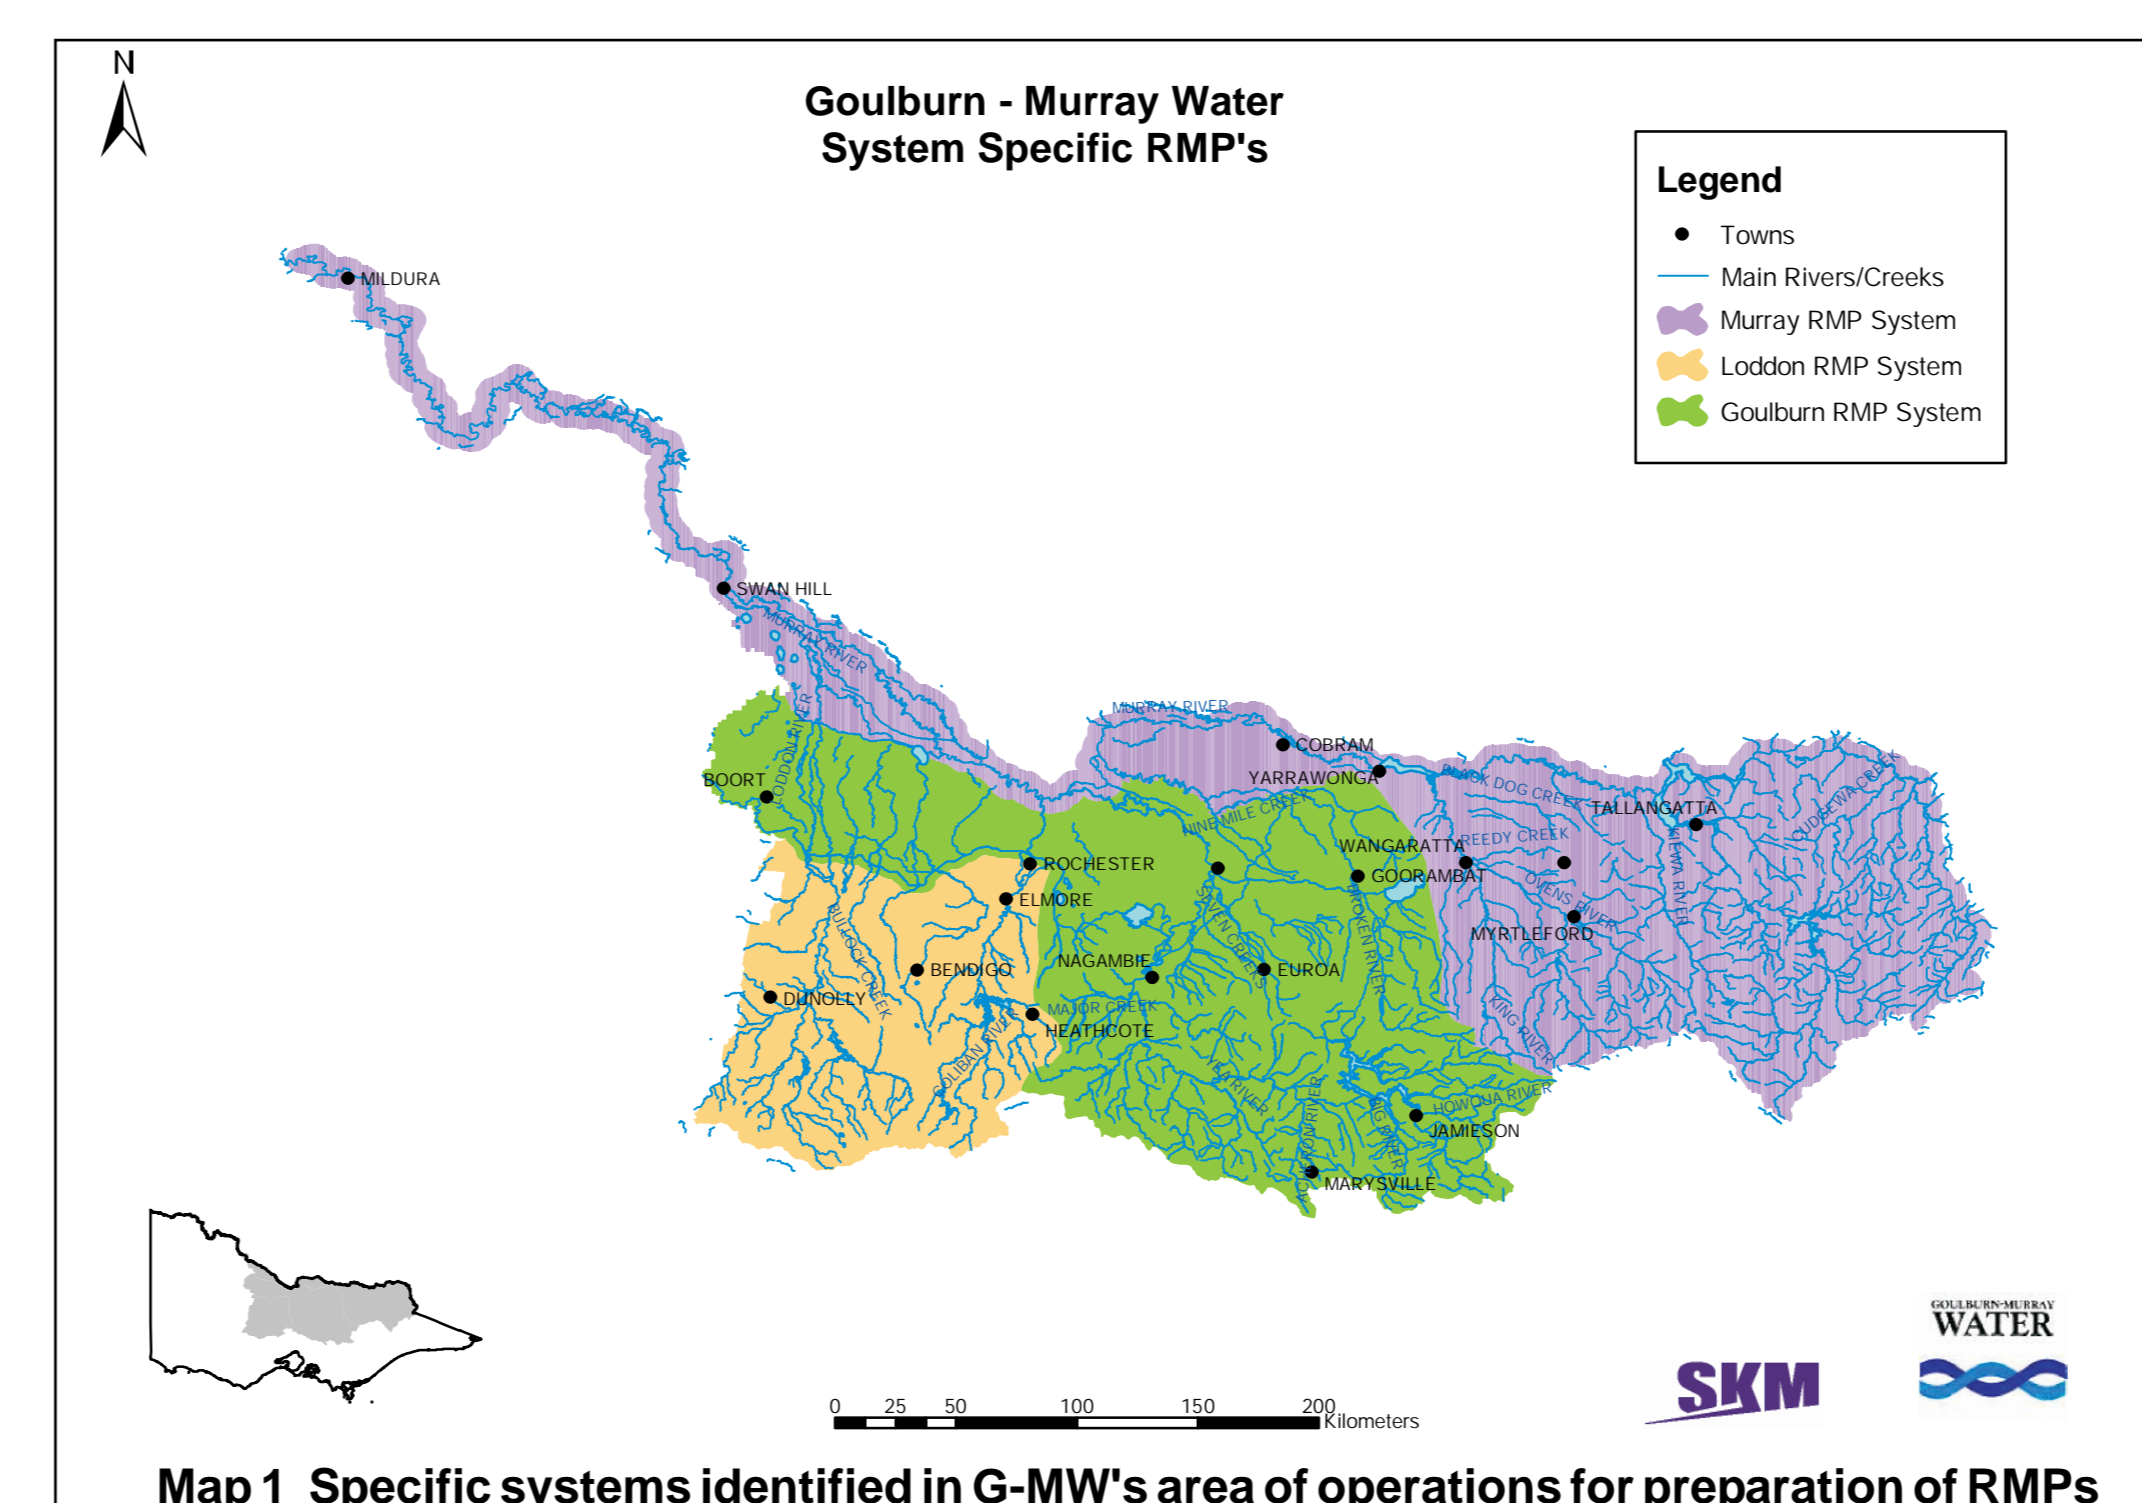 N
Goulburn - Murray Water
System Specific RMP's
Legend
Towns
Main Rivers/Creeks
Murray RMP System
Loddon RMP System
Goulburn RMP System
MILDURA
SWAN HILL
MURRAY RIVER
MURRAY RIVER
COBRAM
YARRAWONGA
BLACK DOG CREEK
TALLANGATTA
CUDGEWA CREEK
BOORT
LODDON RIVER
NINE MILE CREEK
WANGARATTA
REEDY CREEK
KIEWA RIVER
ROCHESTER
GOORAMBAT
ELMORE
OVENS RIVER
MYRTLEFORD
BULLOCK CREEK
SEVEN CREEKS
BROKEN RIVER
BENDIGO
NAGAMBIE
EUROA
DUNOLLY
MAJOR CREEK
HEATHCOTE
KING RIVER
COLIBAN RIVER
YEA RIVER
ACHERON RIVER
BIG RIVER
HOWQUA RIVER
JAMIESON
MARYSVILLE
GOULBURN-MURRAY
WATER
SKM
0 25 50 100 150 200
Kilometers
Map 1 Specific systems identified in G-MW's area of operations for preparation of RMPs